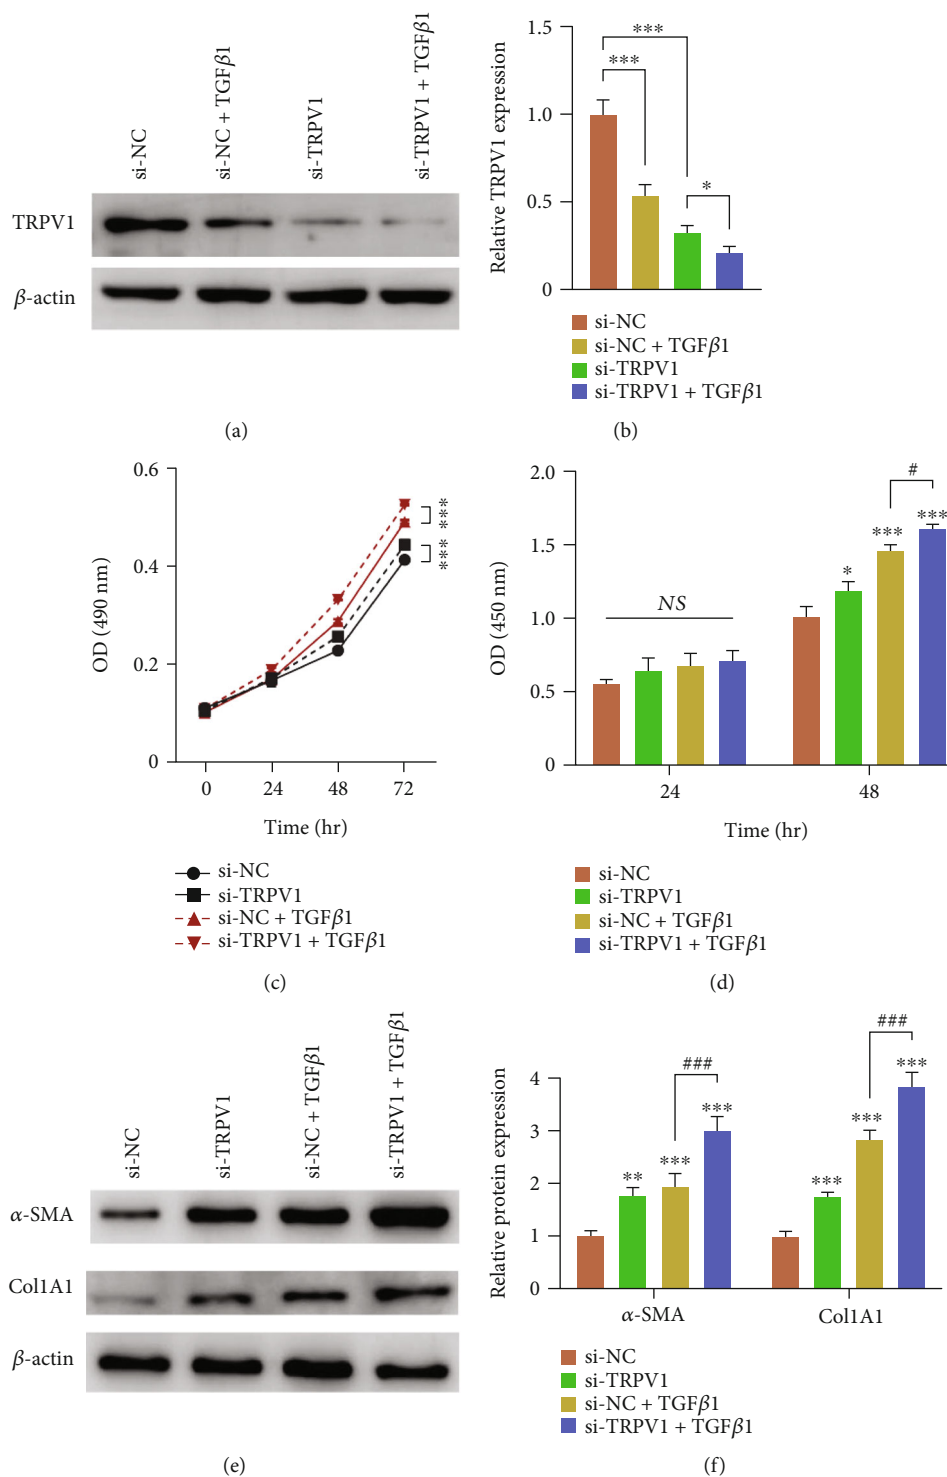 si-NC
si-NC + TGFβ1
si-TRPV1
si-TRPV1 + TGFβ1
TRPV1
β-actin
(a)
Relative TRPV1 expression
1.5
1.0
0.5
0
***
***
*
si-NC
si-NC + TGFβ1
si-TRPV1
si-TRPV1 + TGFβ1
(b)
OD (490 nm)
0.6
0.4
0.2
0
***
***
0 24 48 72
Time (hr)
si-NC
si-TRPV1
si-NC + TGFβ1
si-TRPV1 + TGFβ1
(c)
OD (450 nm)
2.0
1.5
1.0
0.5
0
NS
*
***
#
***
24 48
Time (hr)
si-NC
si-TRPV1
si-NC + TGFβ1
si-TRPV1 + TGFβ1
(d)
si-NC
si-TRPV1
si-NC + TGFβ1
si-TRPV1 + TGFβ1
α-SMA
Col1A1
β-actin
(e)
Relative protein expression
4
3
2
1
0
**
***
###
***
***
***
###
***
α-SMA Col1A1
si-NC
si-TRPV1
si-NC + TGFβ1
si-TRPV1 + TGFβ1
(f)